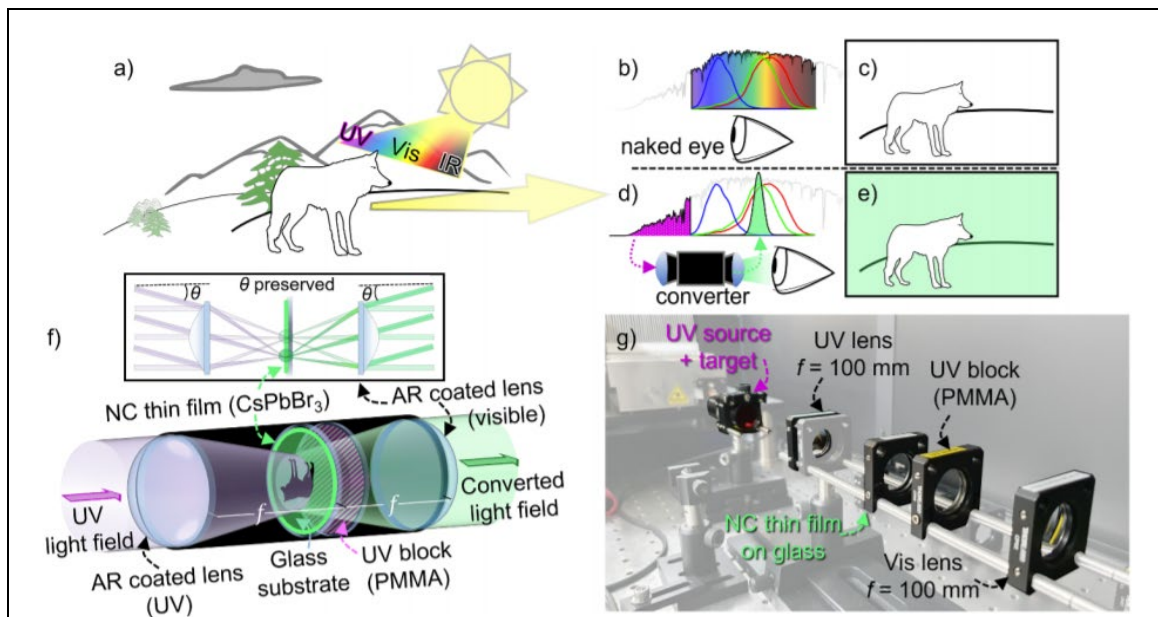 a)
UV
Vis
IR
b)
naked eye
c)
d)
converter
e)
f)
θ
θ preserved
θ
NC thin film (CsPbBr3)
AR coated lens
(visible)
UV
light field
f
f
Converted
light field
AR coated lens
(UV)
Glass
substrate
UV block
(PMMA)
g)
UV source
+ target
UV lens
f = 100 mm
UV block
(PMMA)
NC thin film
on glass
Vis lens
f = 100 mm